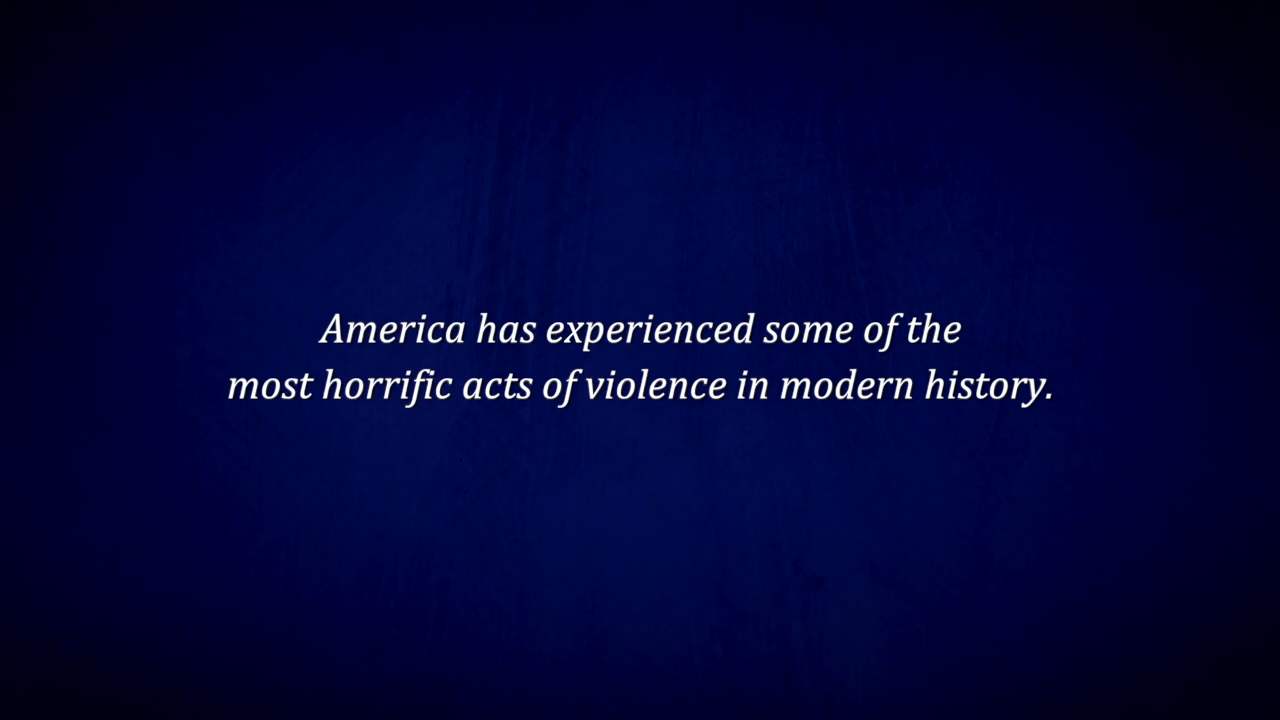 America has experienced some of the
most horrific acts of violence in modern history.